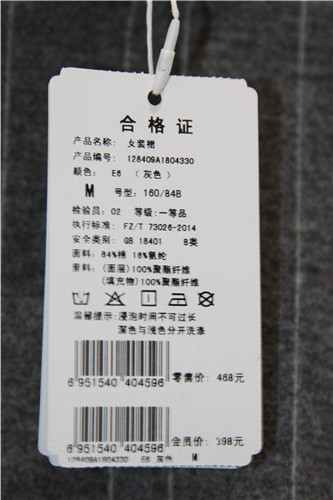 合格证
产品名称: 女装裙
产品编号: 128409A1804330
颜色: E6 (灰色)
M 号型: 160/84B
检验员: 02 等级: 一等品
执行标准: FZ/T 73026-2014
安全类别: GB 18401 B类
面料: 84%棉 16%氨纶
里料: (面层)100%聚酯纤维
(填充物)100%聚酯纤维
温馨提示: 浸泡时间不可过长
深色与浅色分开洗涤
6 951540 404596
零售价: 468元
6 951540 404596
会员价: 398元
128409A1804330 E6 灰色 M